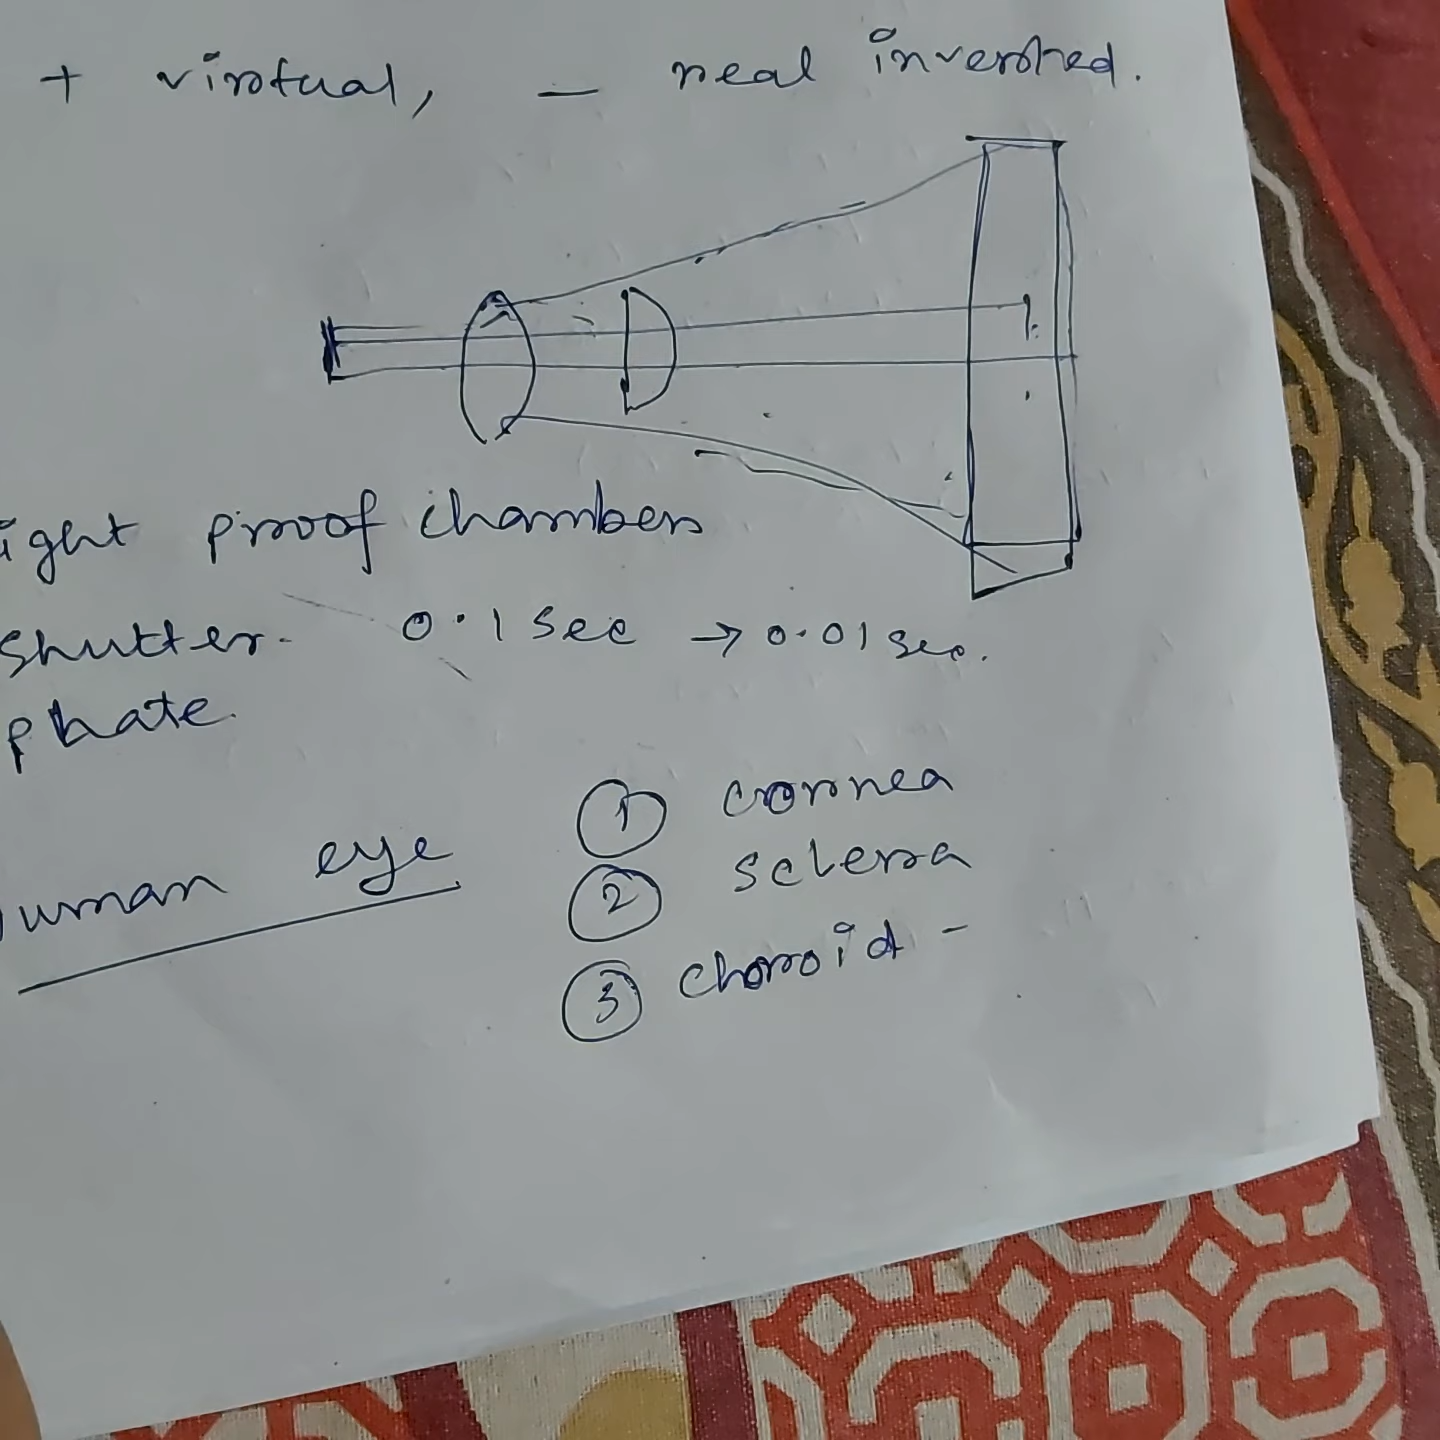 + virtual, − real inverted.
ight proof chamber
shutter. 0.1 sec → 0.01 sec.
plate.
uman eye
① cornea
② sclera
③ choroid -